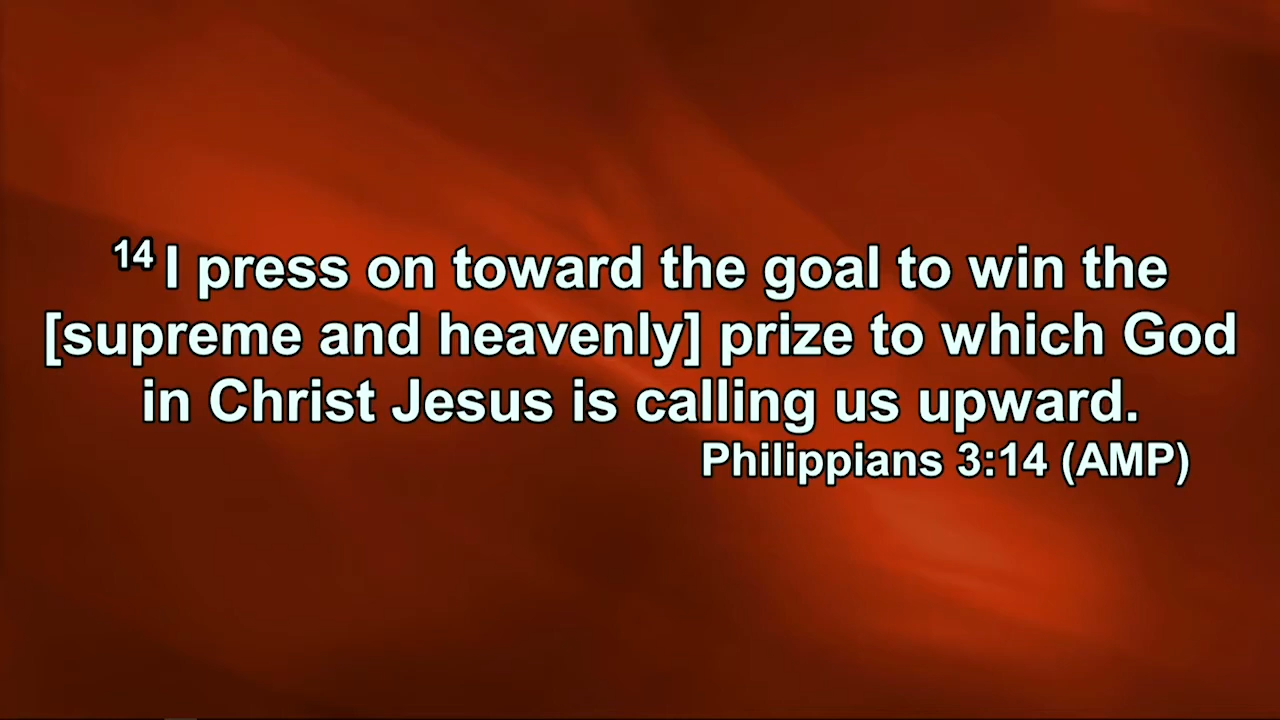 14 I press on toward the goal to win the
[supreme and heavenly] prize to which God
in Christ Jesus is calling us upward.
Philippians 3:14 (AMP)